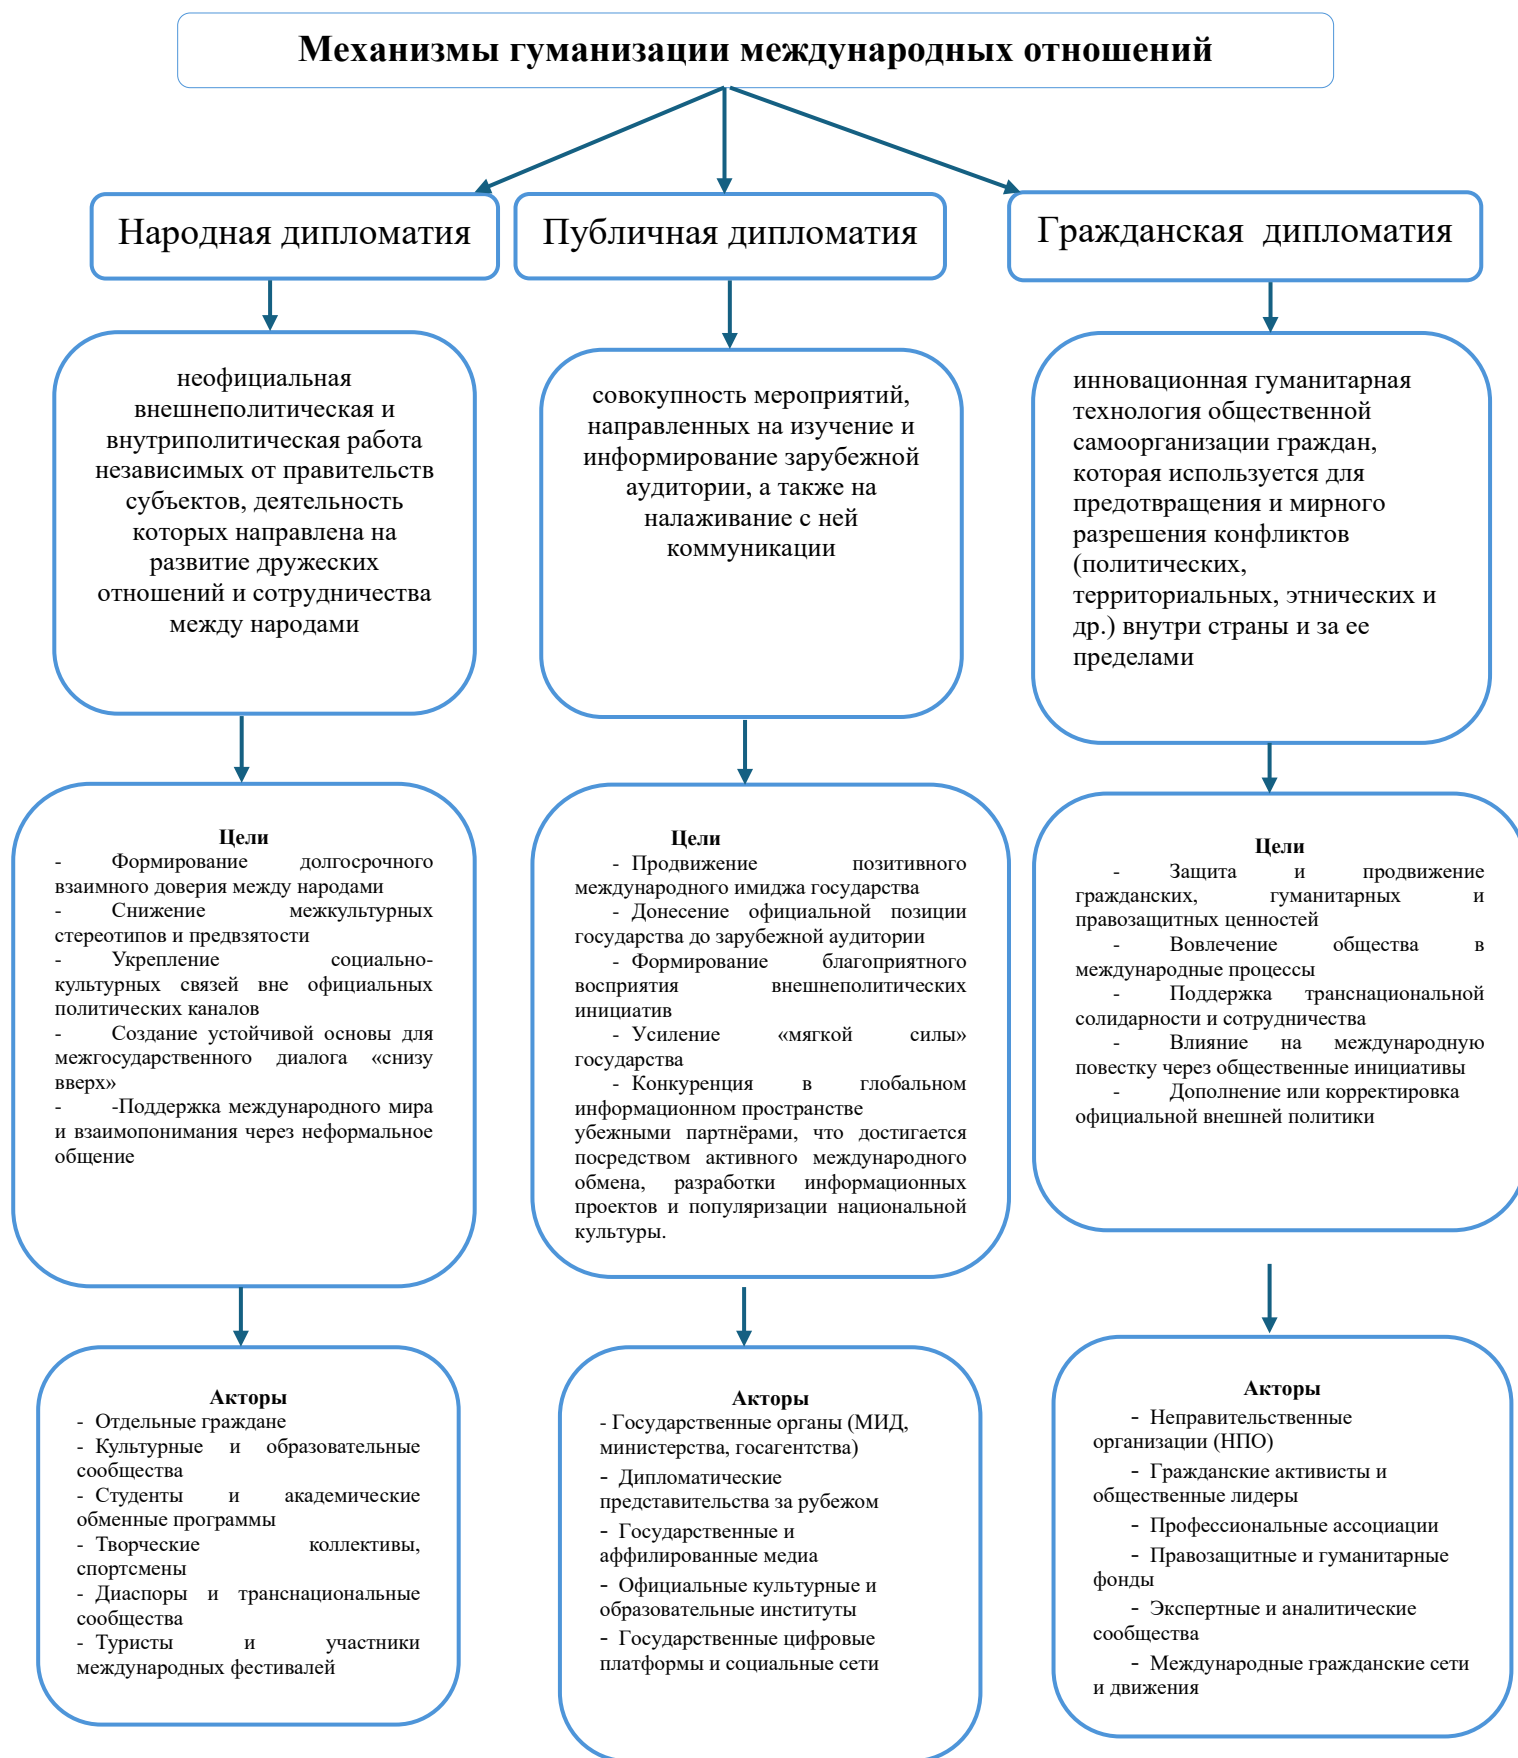 Механизмы гуманизации международных отношений
Народная дипломатия
Публичная дипломатия
Гражданская дипломатия
неофициальная
внешнеполитическая и
внутриполитическая работа
независимых от правительств
субъектов, деятельность
которых направлена на
развитие дружеских
отношений и сотрудничества
между народами
совокупность мероприятий,
направленных на изучение и
информирование зарубежной
аудитории, а также на
налаживание с ней
коммуникации
инновационная гуманитарная
технология общественной
самоорганизации граждан,
которая используется для
предотвращения и мирного
разрешения конфликтов
(политических,
территориальных, этнических и
др.) внутри страны и за ее
пределами
Цели
- Формирование долгосрочного
взаимного доверия между народами
- Снижение межкультурных
стереотипов и предвзятости
- Укрепление социально-
культурных связей вне официальных
политических каналов
- Создание устойчивой основы для
межгосударственного диалога «снизу
вверх»
- -Поддержка международного мира
и взаимопонимания через неформальное
общение
Цели
- Продвижение позитивного
международного имиджа государства
- Донесение официальной позиции
государства до зарубежной аудитории
- Формирование благоприятного
восприятия внешнеполитических
инициатив
- Усиление «мягкой силы»
государства
- Конкуренция в глобальном
информационном пространстве
убежными партнёрами, что достигается
посредством активного международного
обмена, разработки информационных
проектов и популяризации национальной
культуры.
Цели
- Защита и продвижение
гражданских, гуманитарных и
правозащитных ценностей
- Вовлечение общества в
международные процессы
- Поддержка транснациональной
солидарности и сотрудничества
- Влияние на международную
повестку через общественные инициативы
- Дополнение или корректировка
официальной внешней политики
Акторы
- Отдельные граждане
- Культурные и образовательные
сообщества
- Студенты и академические
обменные программы
- Творческие коллективы,
спортсмены
- Диаспоры и транснациональные
сообщества
- Туристы и участники
международных фестивалей
Акторы
- Государственные органы (МИД,
министерства, госагентства)
- Дипломатические
представительства за рубежом
- Государственные и
аффилированные медиа
- Официальные культурные и
образовательные институты
- Государственные цифровые
платформы и социальные сети
Акторы
- Неправительственные
организации (НПО)
- Гражданские активисты и
общественные лидеры
- Профессиональные ассоциации
- Правозащитные и гуманитарные
фонды
- Экспертные и аналитические
сообщества
- Международные гражданские сети
и движения